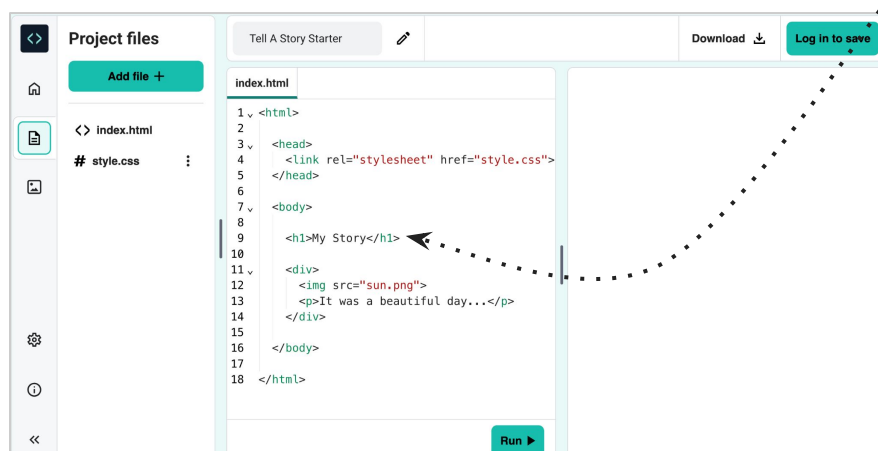 Project files
Add file +
index.html
style.css
Tell A Story Starter
Download
Log in to save
index.html
1 <html>
2
3 <head>
4 <link rel="stylesheet" href="style.css">
5 </head>
6
7 <body>
8
9 <h1>My Story</h1>
10
11 <div>
12 <img src="sun.png">
13 <p>It was a beautiful day...</p>
14 </div>
15
16 </body>
17
18 </html>
Run